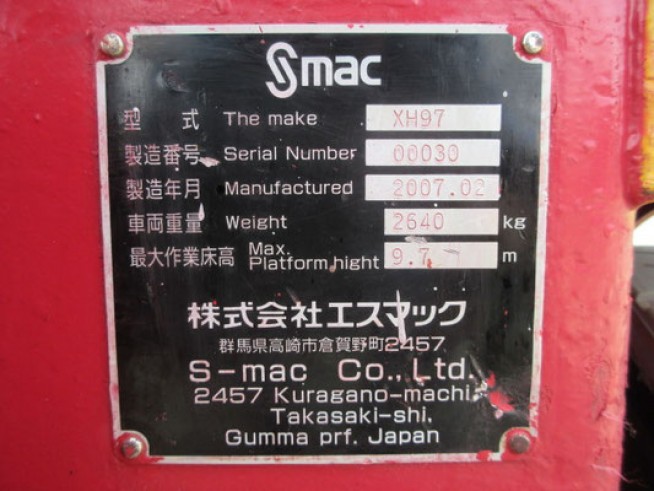 Smac
型式 The make XH97
製造番号 Serial Number 00030
製造年月 Manufactured 2007.02
車両重量 Weight 2640 kg
最大作業床高 Max. Platform hight 9.7 m
株式会社エスマック
群馬県高崎市倉賀野町2457
S-mac Co., Ltd.
2457 Kuragano-machi,
Takasaki-shi.
Gumma prf. Japan